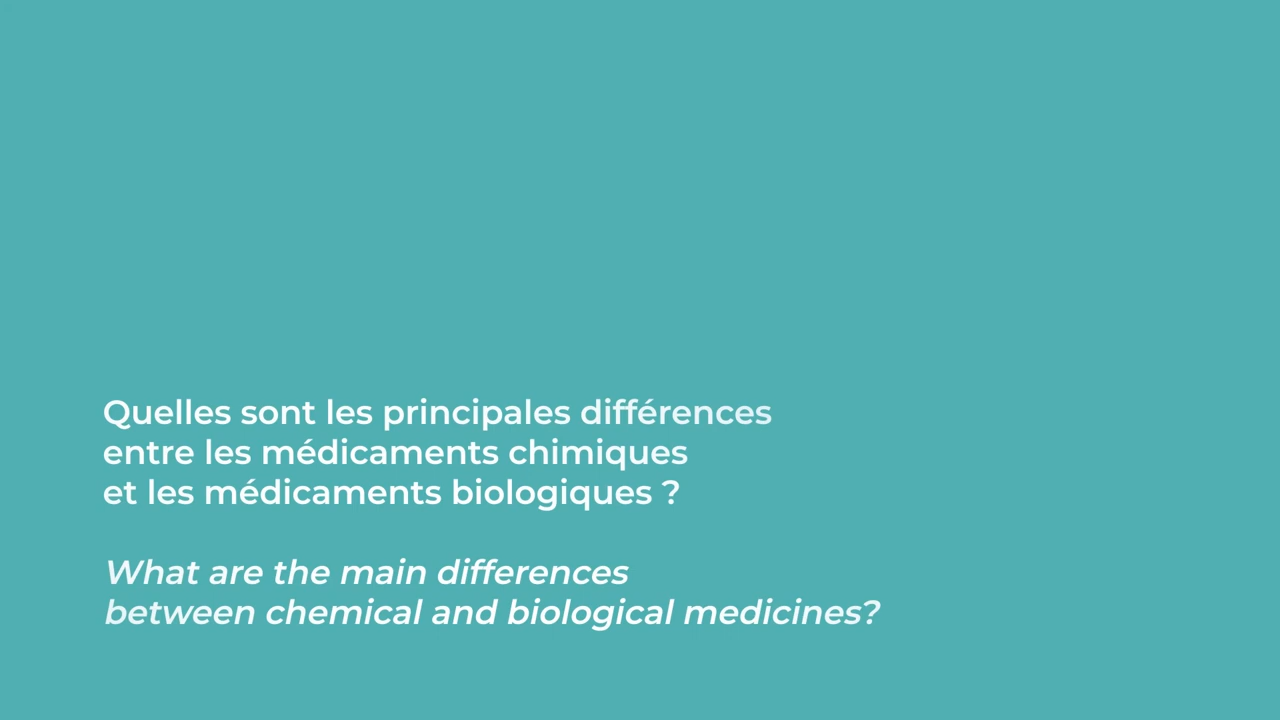 Quelles sont les principales différences
entre les médicaments chimiques
et les médicaments biologiques ?
What are the main differences
between chemical and biological medicines?